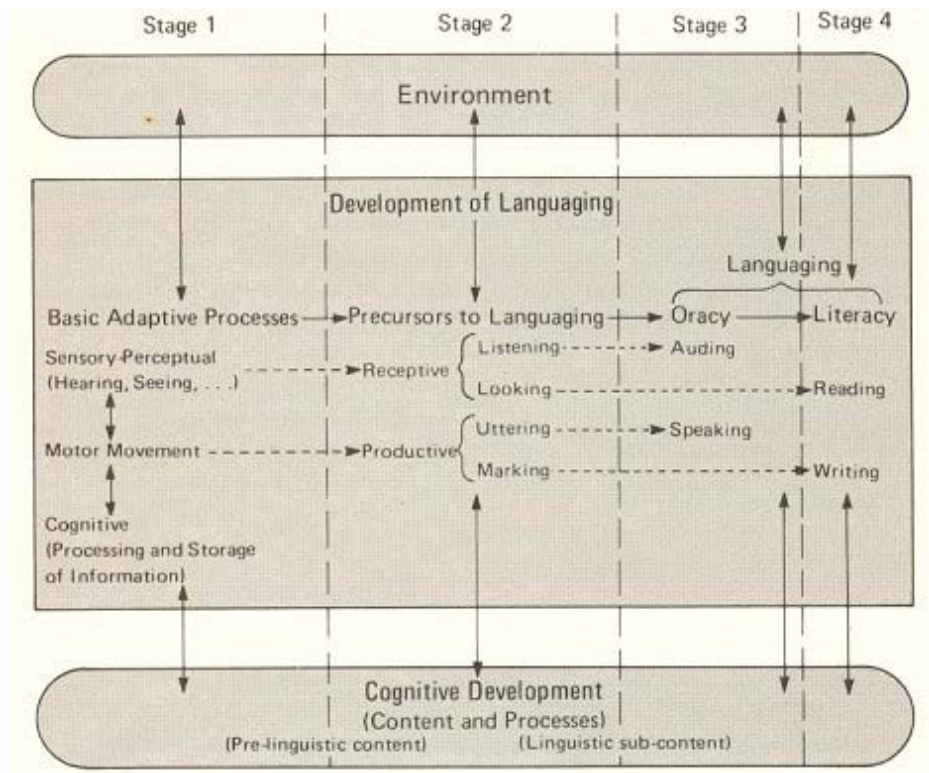 Stage 1 Stage 2 Stage 3 Stage 4
Environment
Development of Languaging
Languaging
Basic Adaptive Processes Precursors to Languaging Oracy Literacy
Sensory-Perceptual
(Hearing, Seeing, . . .)
Receptive
Listening Auding
Looking Reading
Motor Movement
Productive
Uttering Speaking
Marking Writing
Cognitive
(Processing and Storage
of Information)
Cognitive Development
(Content and Processes)
(Pre-linguistic content) (Linguistic sub-content)